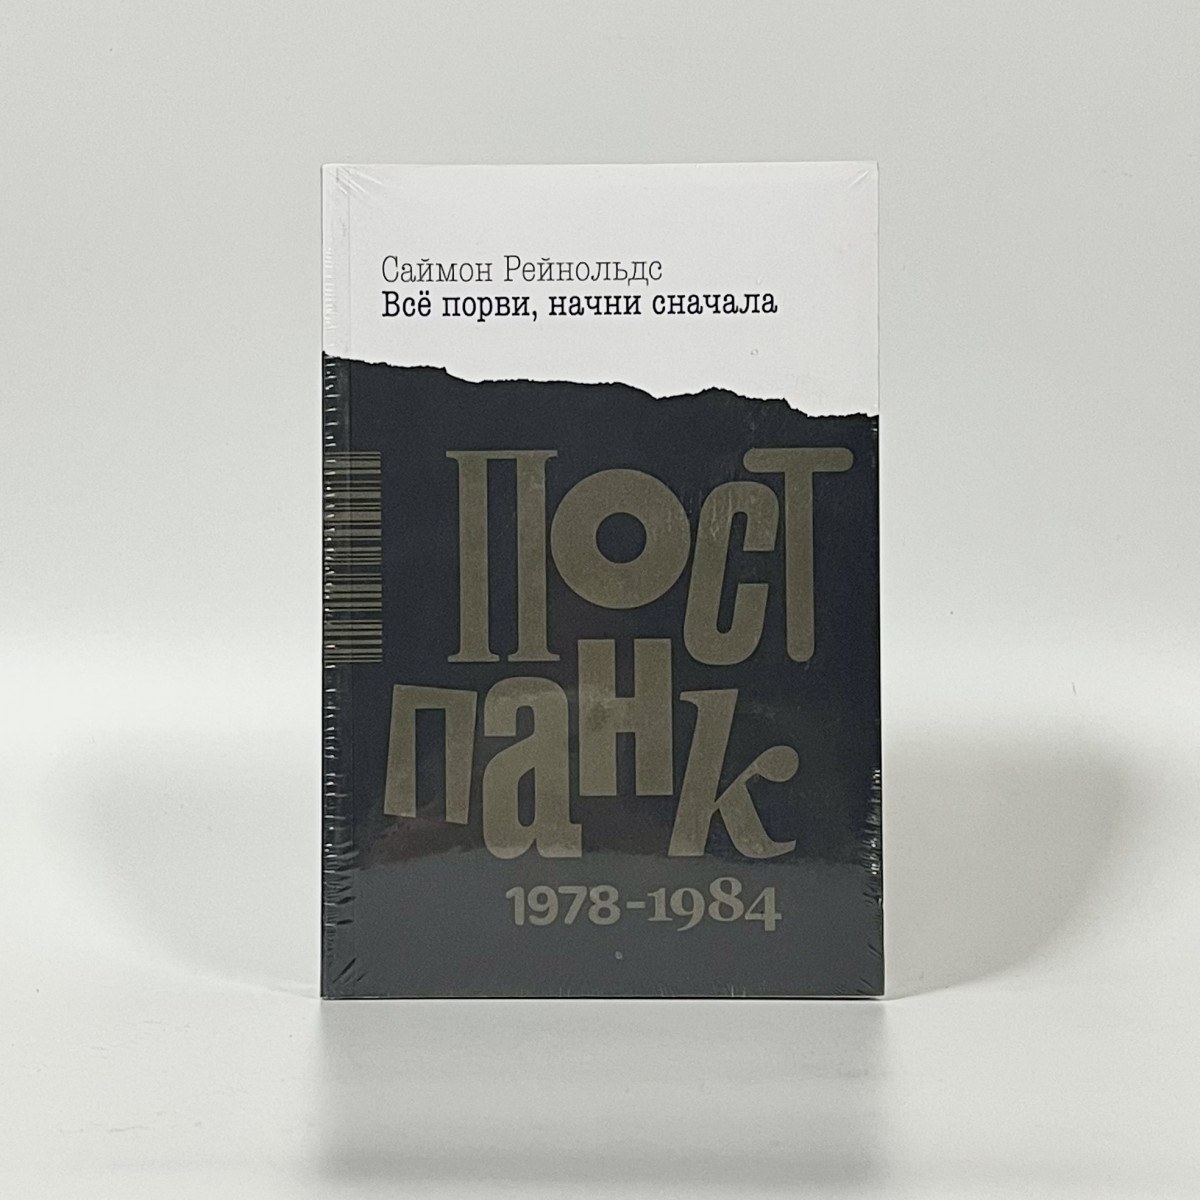 Саймон Рейнольдс
Всё порви, начни сначала
Пост
панк
1978-1984